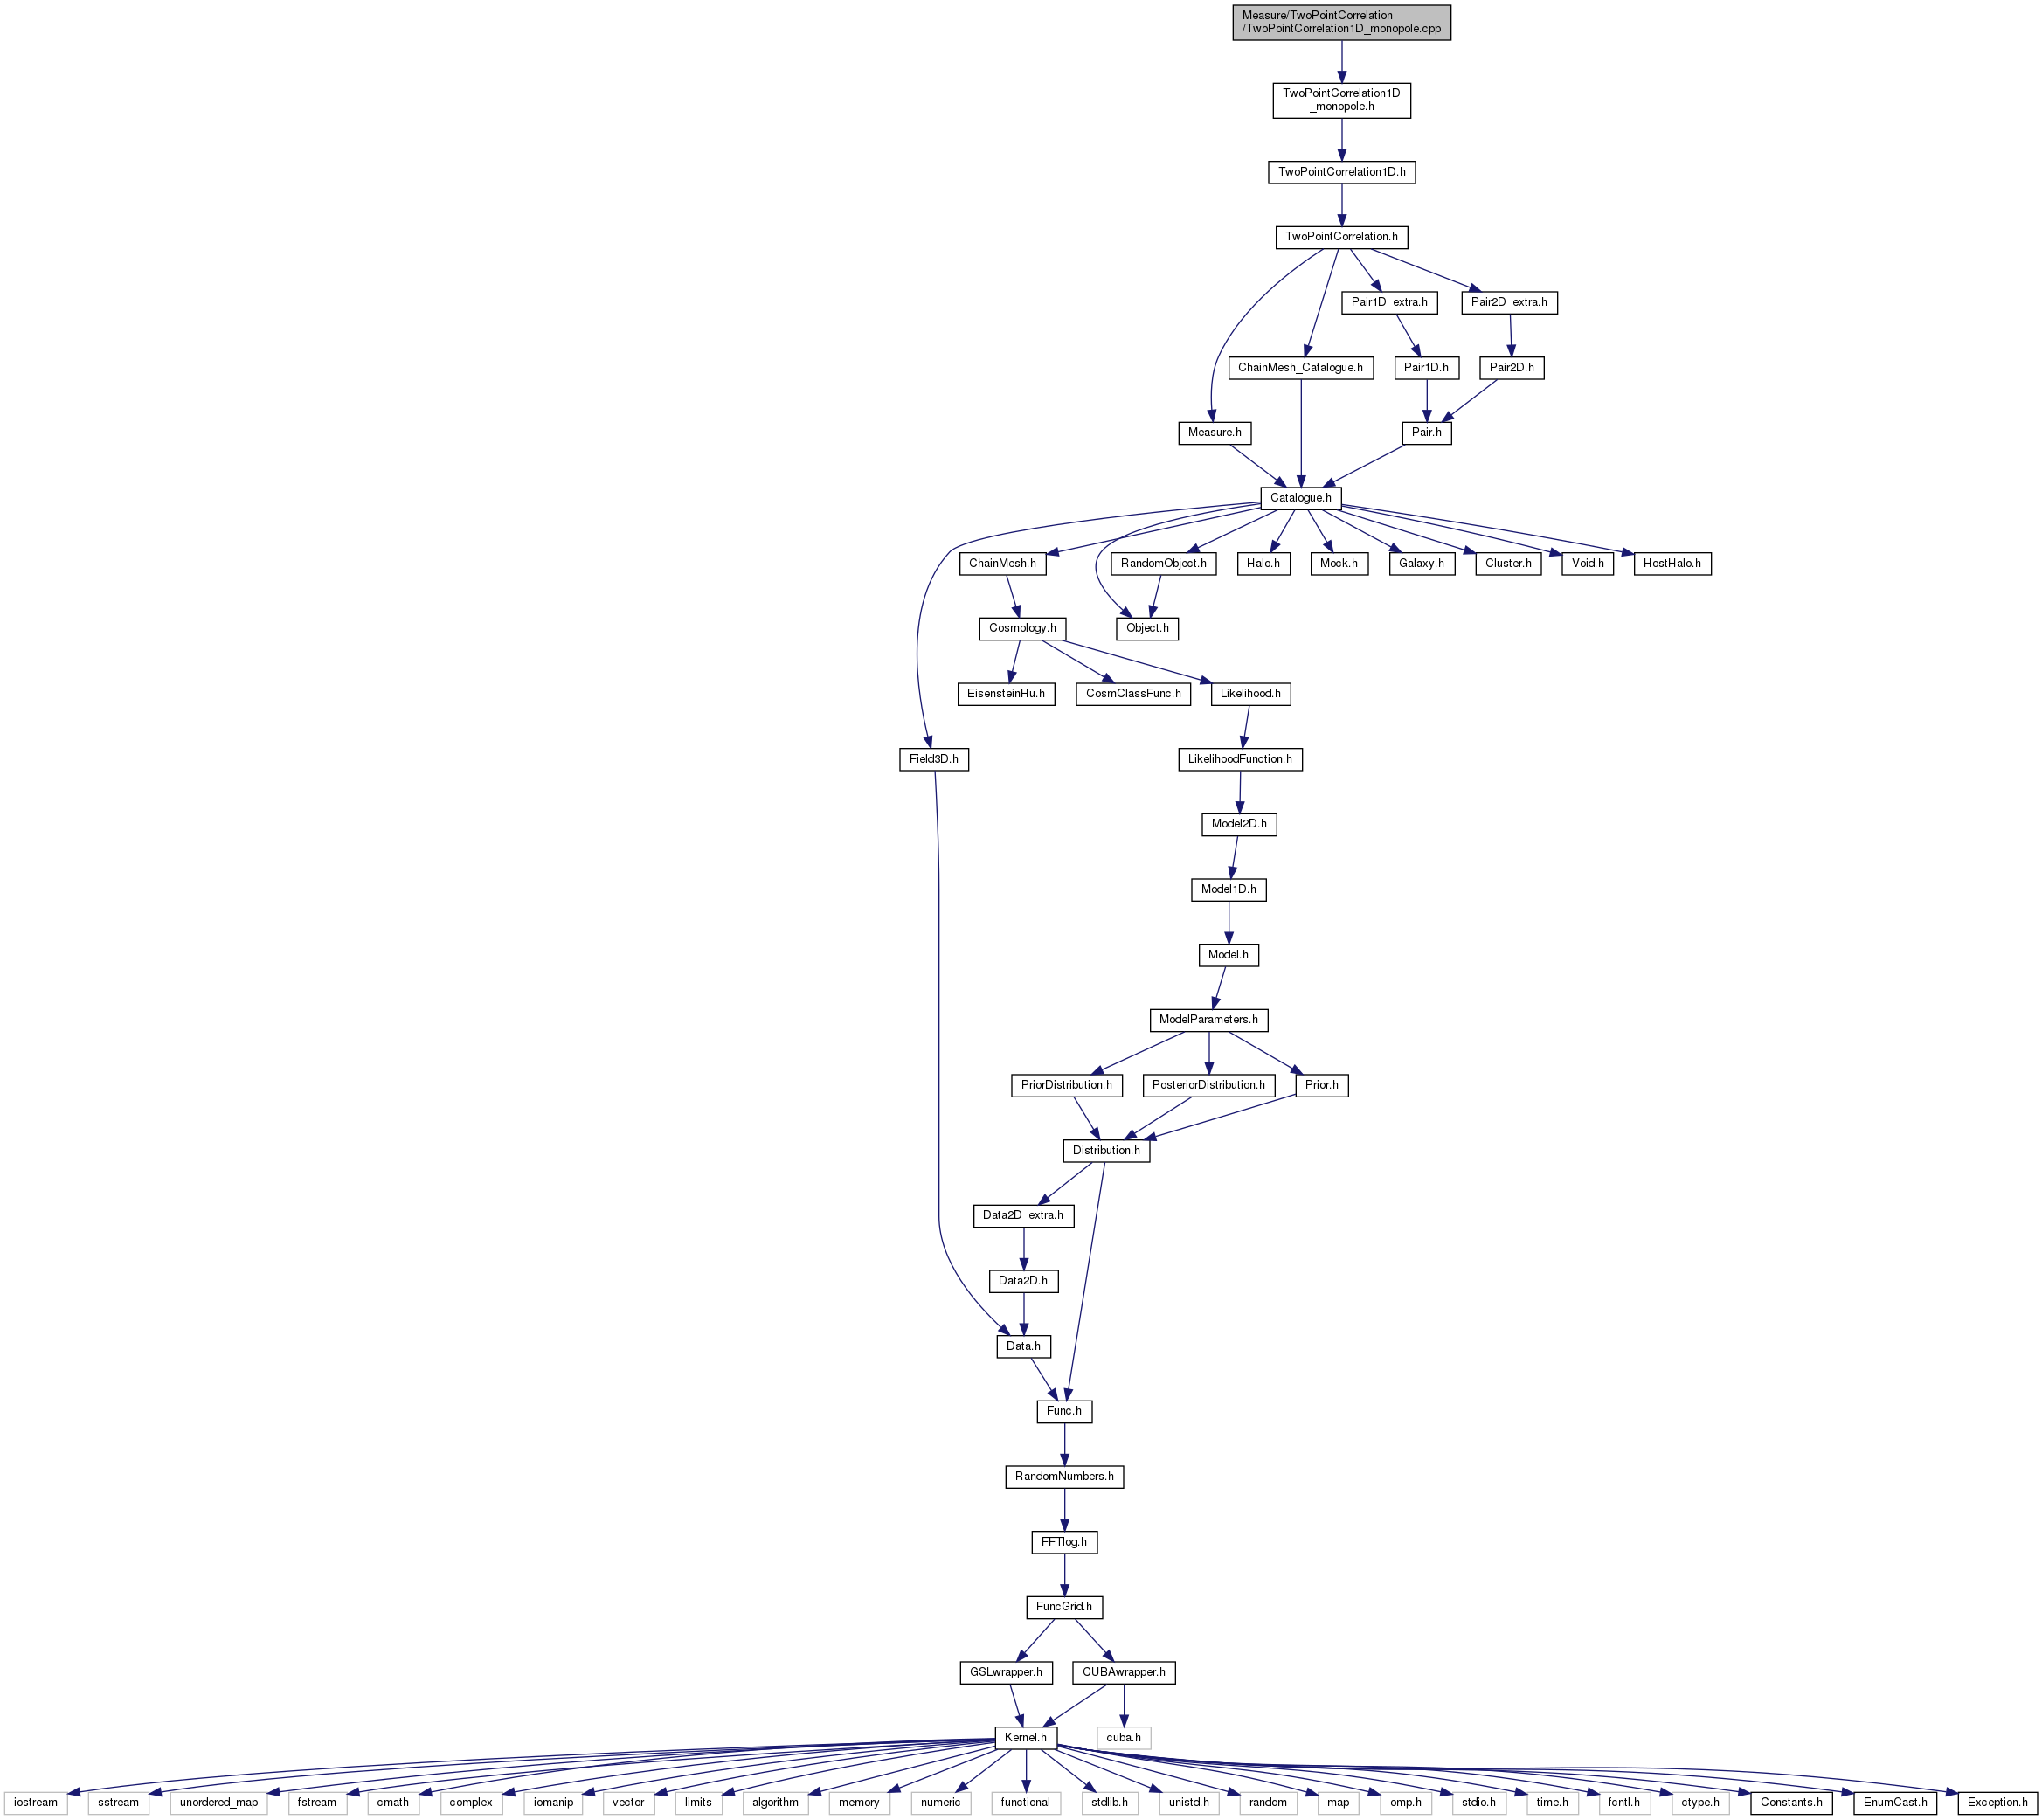 Measure/TwoPointCorrelation
/TwoPointCorrelation1D_monopole.cpp
TwoPointCorrelation1D
_monopole.h
TwoPointCorrelation1D.h
TwoPointCorrelation.h
Pair1D_extra.h
Pair2D_extra.h
ChainMesh_Catalogue.h
Pair1D.h
Pair2D.h
Measure.h
Pair.h
Catalogue.h
ChainMesh.h
RandomObject.h
Halo.h
Mock.h
Galaxy.h
Cluster.h
Void.h
HostHalo.h
Cosmology.h
Object.h
EisensteinHu.h
CosmClassFunc.h
Likelihood.h
Field3D.h
LikelihoodFunction.h
Model2D.h
Model1D.h
Model.h
ModelParameters.h
PriorDistribution.h
PosteriorDistribution.h
Prior.h
Distribution.h
Data2D_extra.h
Data2D.h
Data.h
Func.h
RandomNumbers.h
FFTlog.h
FuncGrid.h
GSLwrapper.h
CUBAwrapper.h
Kernel.h
cuba.h
iostream
sstream
unordered_map
fstream
cmath
complex
iomanip
vector
limits
algorithm
memory
numeric
functional
stdlib.h
unistd.h
random
map
omp.h
stdio.h
time.h
fcntl.h
ctype.h
Constants.h
EnumCast.h
Exception.h